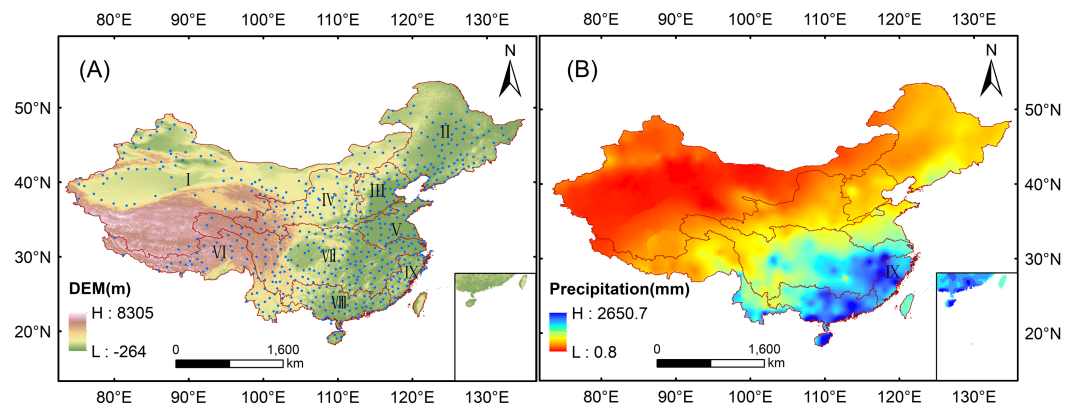 80°E 90°E 100°E 110°E 120°E 130°E
80°E 90°E 100°E 110°E 120°E 130°E
(A)
N
(B)
N
50°N
40°N
30°N
20°N
50°N
40°N
30°N
20°N
I
II
III
IV
V
VI
VII
VIII
IX
IX
DEM(m)
H : 8305
L : -264
0 1,600
km
Precipitation(mm)
H : 2650.7
L : 0.8
0 1,600
km
80°E 90°E 100°E 110°E 120°E 130°E
80°E 90°E 100°E 110°E 120°E 130°E